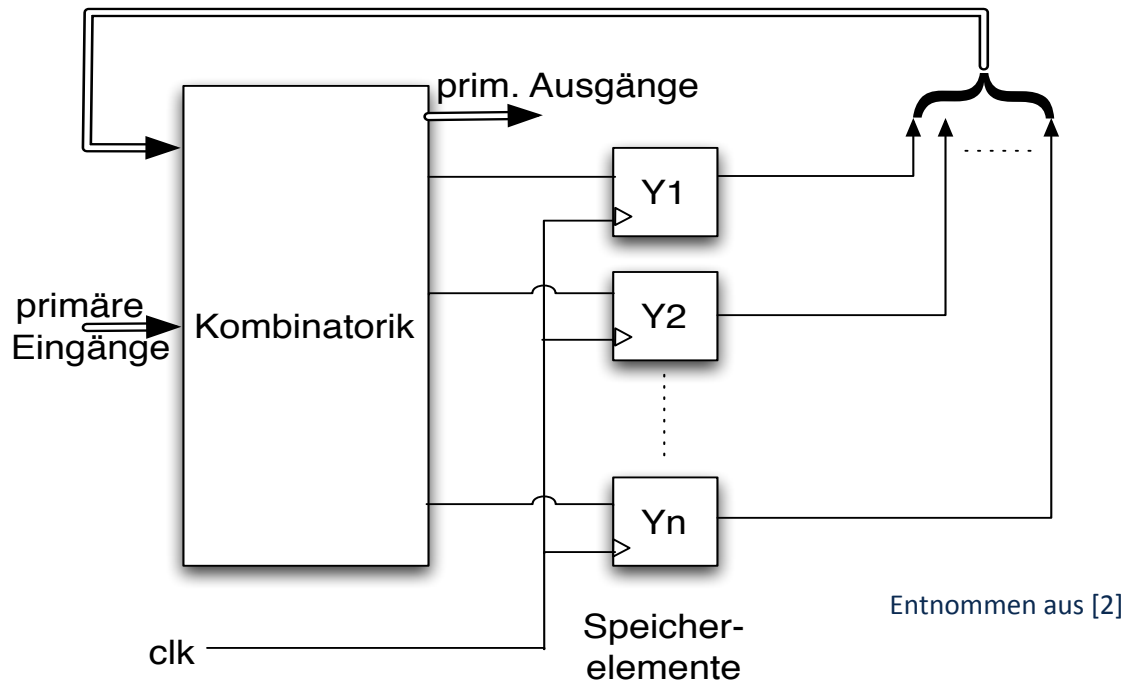 prim. Ausgänge
Y1
primäre
Eingänge
Kombinatorik
Y2
Yn
Entnommen aus [2]
Speicher-
elemente
clk